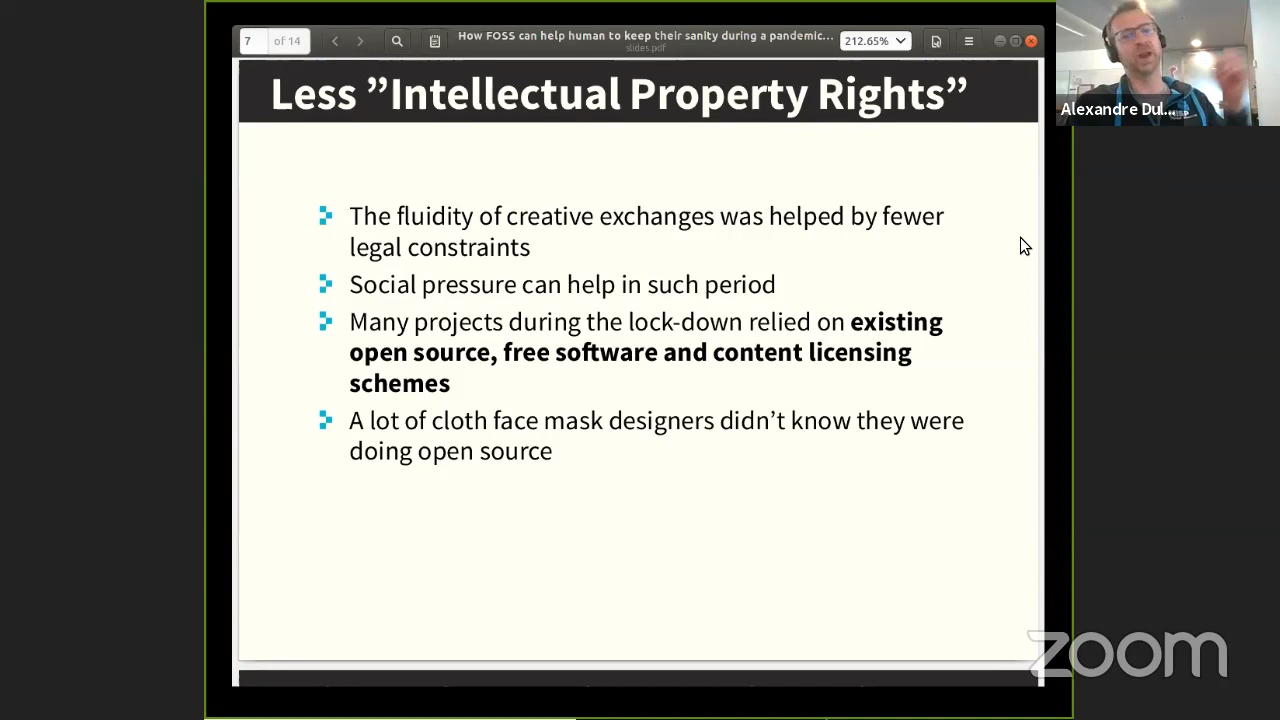 7
of 14
How FOSS can help human to keep their sanity during a pandemic...
slides.pdf
212.65%
Less ”Intellectual Property Rights”
The fluidity of creative exchanges was helped by fewer
legal constraints
Social pressure can help in such period
Many projects during the lock-down relied on existing
open source, free software and content licensing
schemes
A lot of cloth face mask designers didn’t know they were
doing open source
Alexandre Dul...
zoom